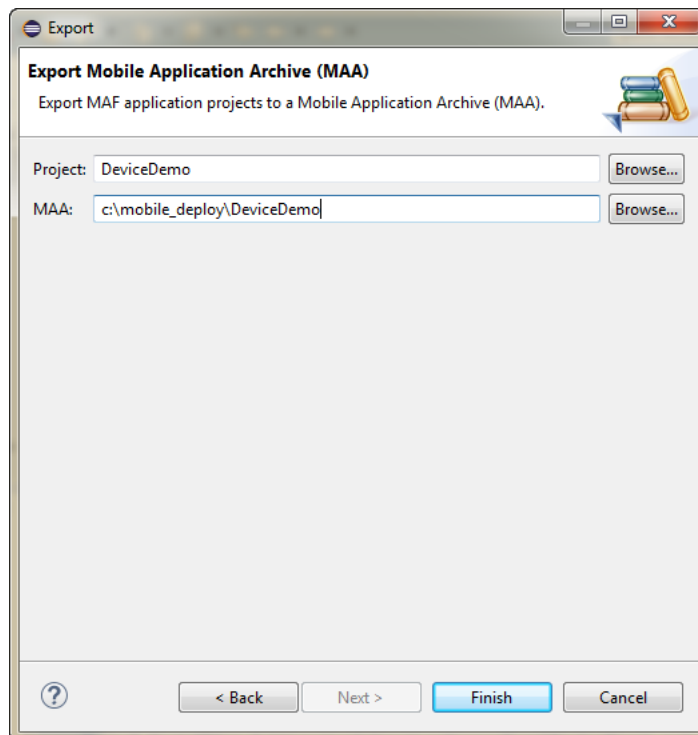 Export
Export Mobile Application Archive (MAA)
Export MAF application projects to a Mobile Application Archive (MAA).
Project: DeviceDemo Browse...
MAA: c:\mobile_deploy\DeviceDemo Browse...
? < Back Next > Finish Cancel